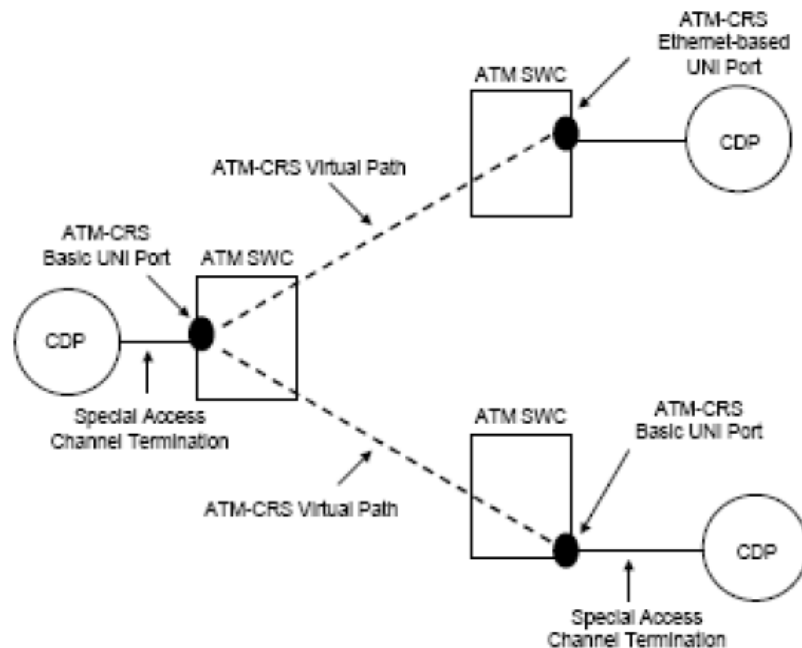 ATM-CRS
Ethernet-based
UNI Port
ATM SWC
CDP
ATM-CRS Virtual Path
ATM-CRS
Basic UNI Port
ATM SWC
CDP
Special Access
Channel Termination
ATM SWC
ATM-CRS
Basic UNI Port
ATM-CRS Virtual Path
CDP
Special Access
Channel Termination